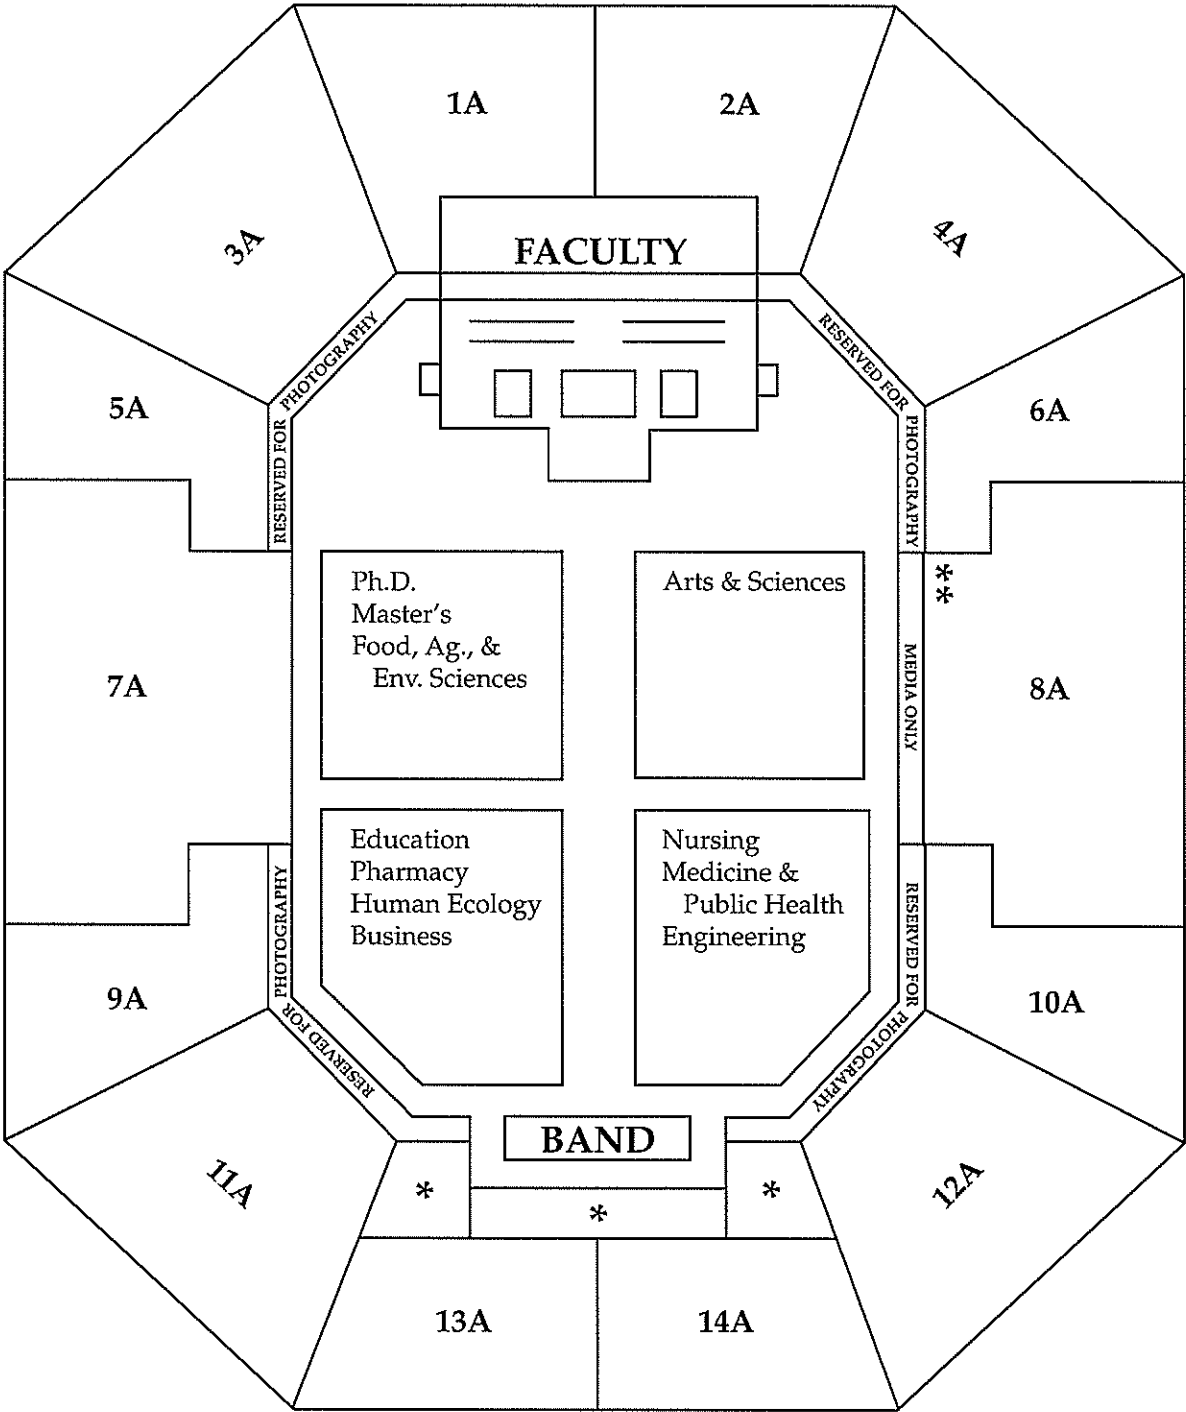 1A
2A
3A
FACULTY
4A
RESERVED FOR PHOTOGRAPHY
RESERVED FOR PHOTOGRAPHY
5A
6A
Ph.D.
Master's
Food, Ag., &
Env. Sciences
Arts & Sciences
**
7A
MEDIA ONLY
8A
Education
Pharmacy
Human Ecology
Business
Nursing
Medicine &
Public Health
Engineering
RESERVED FOR PHOTOGRAPHY
RESERVED FOR PHOTOGRAPHY
9A
10A
BAND
11A
*
*
*
12A
13A
14A